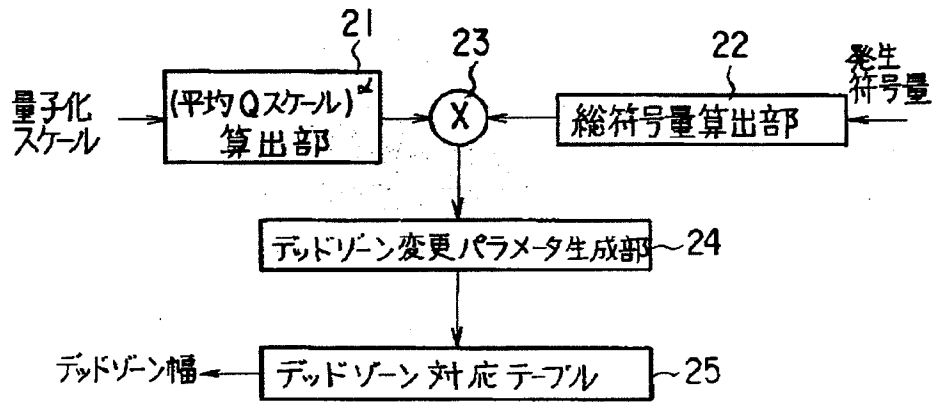 21
23
22
発生
符号量
量子化
スケール
(平均Qスケール)α
算出部
X
総符号量算出部
デッドゾーン変更パラメータ生成部
24
デッドゾーン幅
デッドゾーン対応テーブル
25